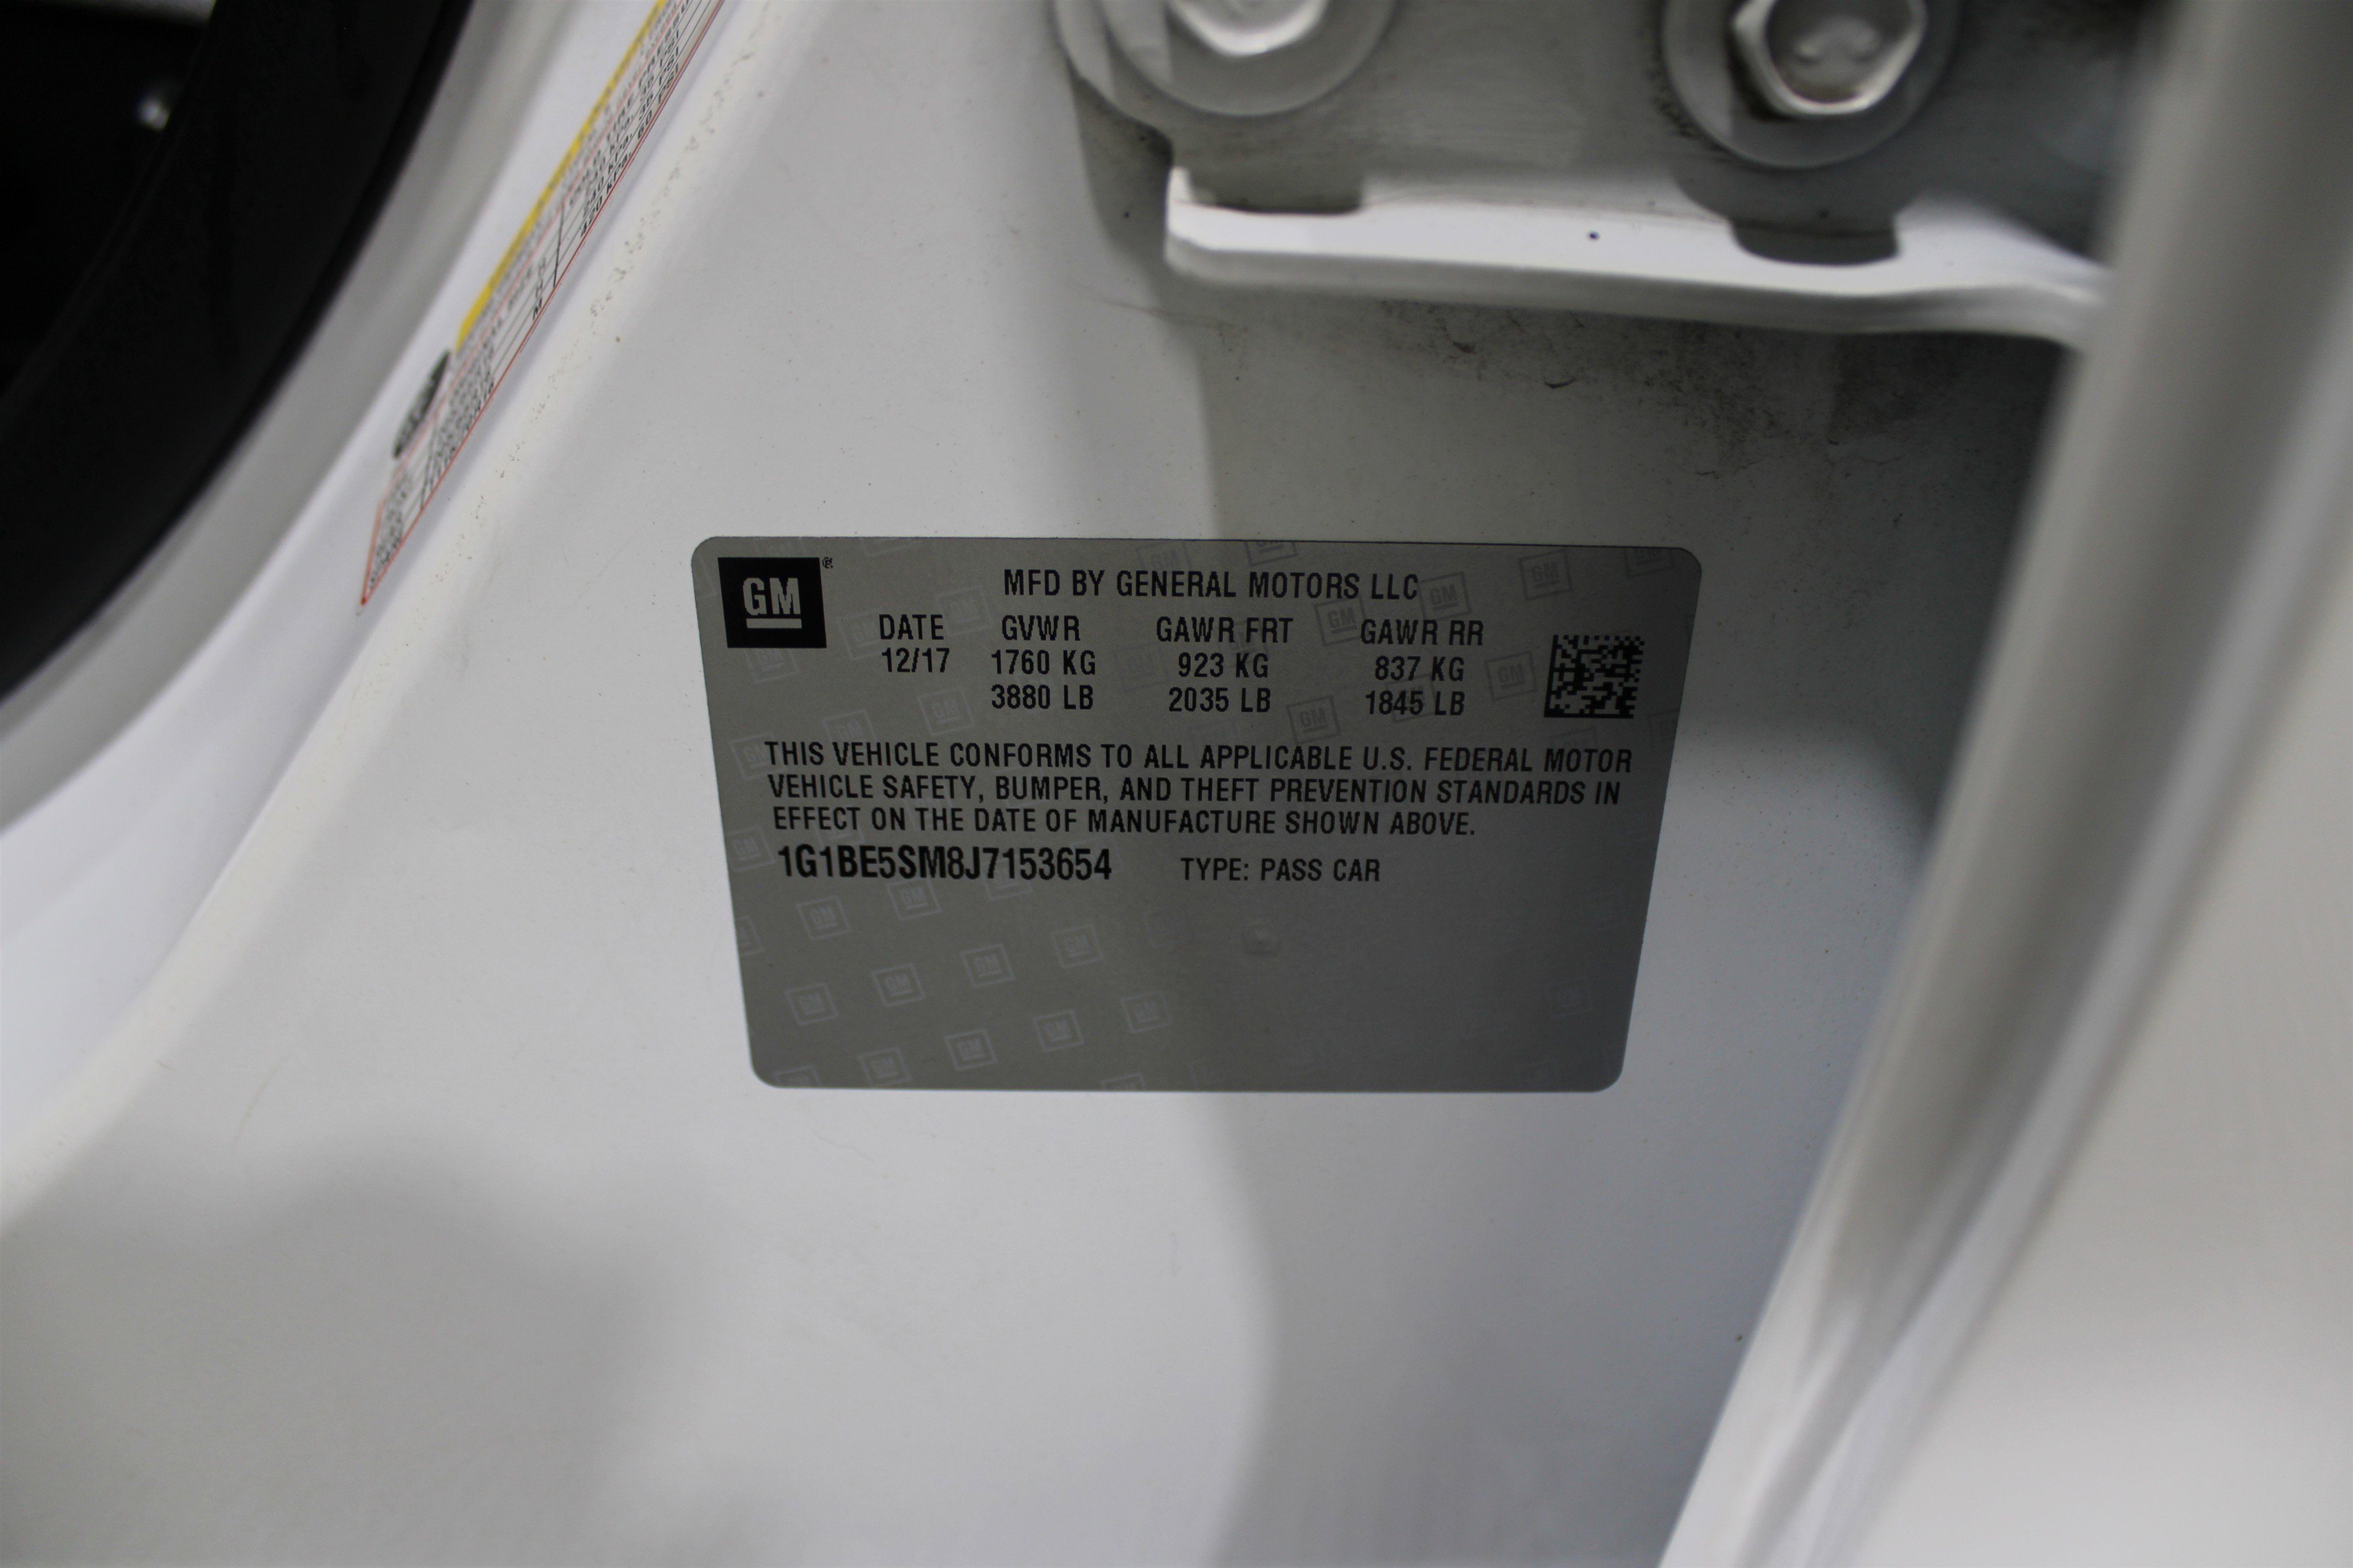 GM
MFD BY GENERAL MOTORS LLC
DATE GVWR GAWR FRT GAWR RR
12/17 1760 KG 923 KG 837 KG
3880 LB 2035 LB 1845 LB
THIS VEHICLE CONFORMS TO ALL APPLICABLE U.S. FEDERAL MOTOR
VEHICLE SAFETY, BUMPER, AND THEFT PREVENTION STANDARDS IN
EFFECT ON THE DATE OF MANUFACTURE SHOWN ABOVE.
1G1BE5SM8J7153654 TYPE: PASS CAR